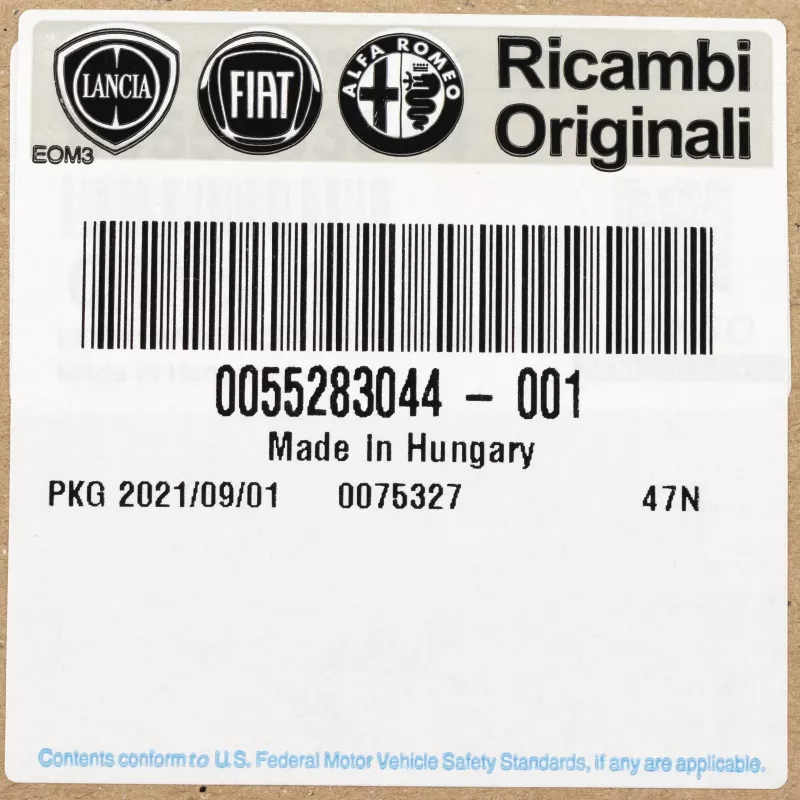 LANCIA
FIAT
ALFA ROMEO
Ricambi
Originali
EOM3
0055283044 - 001
Made In Hungary
PKG 2021/09/01 0075327 47N
Contents conform to U.S. Federal Motor Vehicle Safety Standards, if any are applicable.